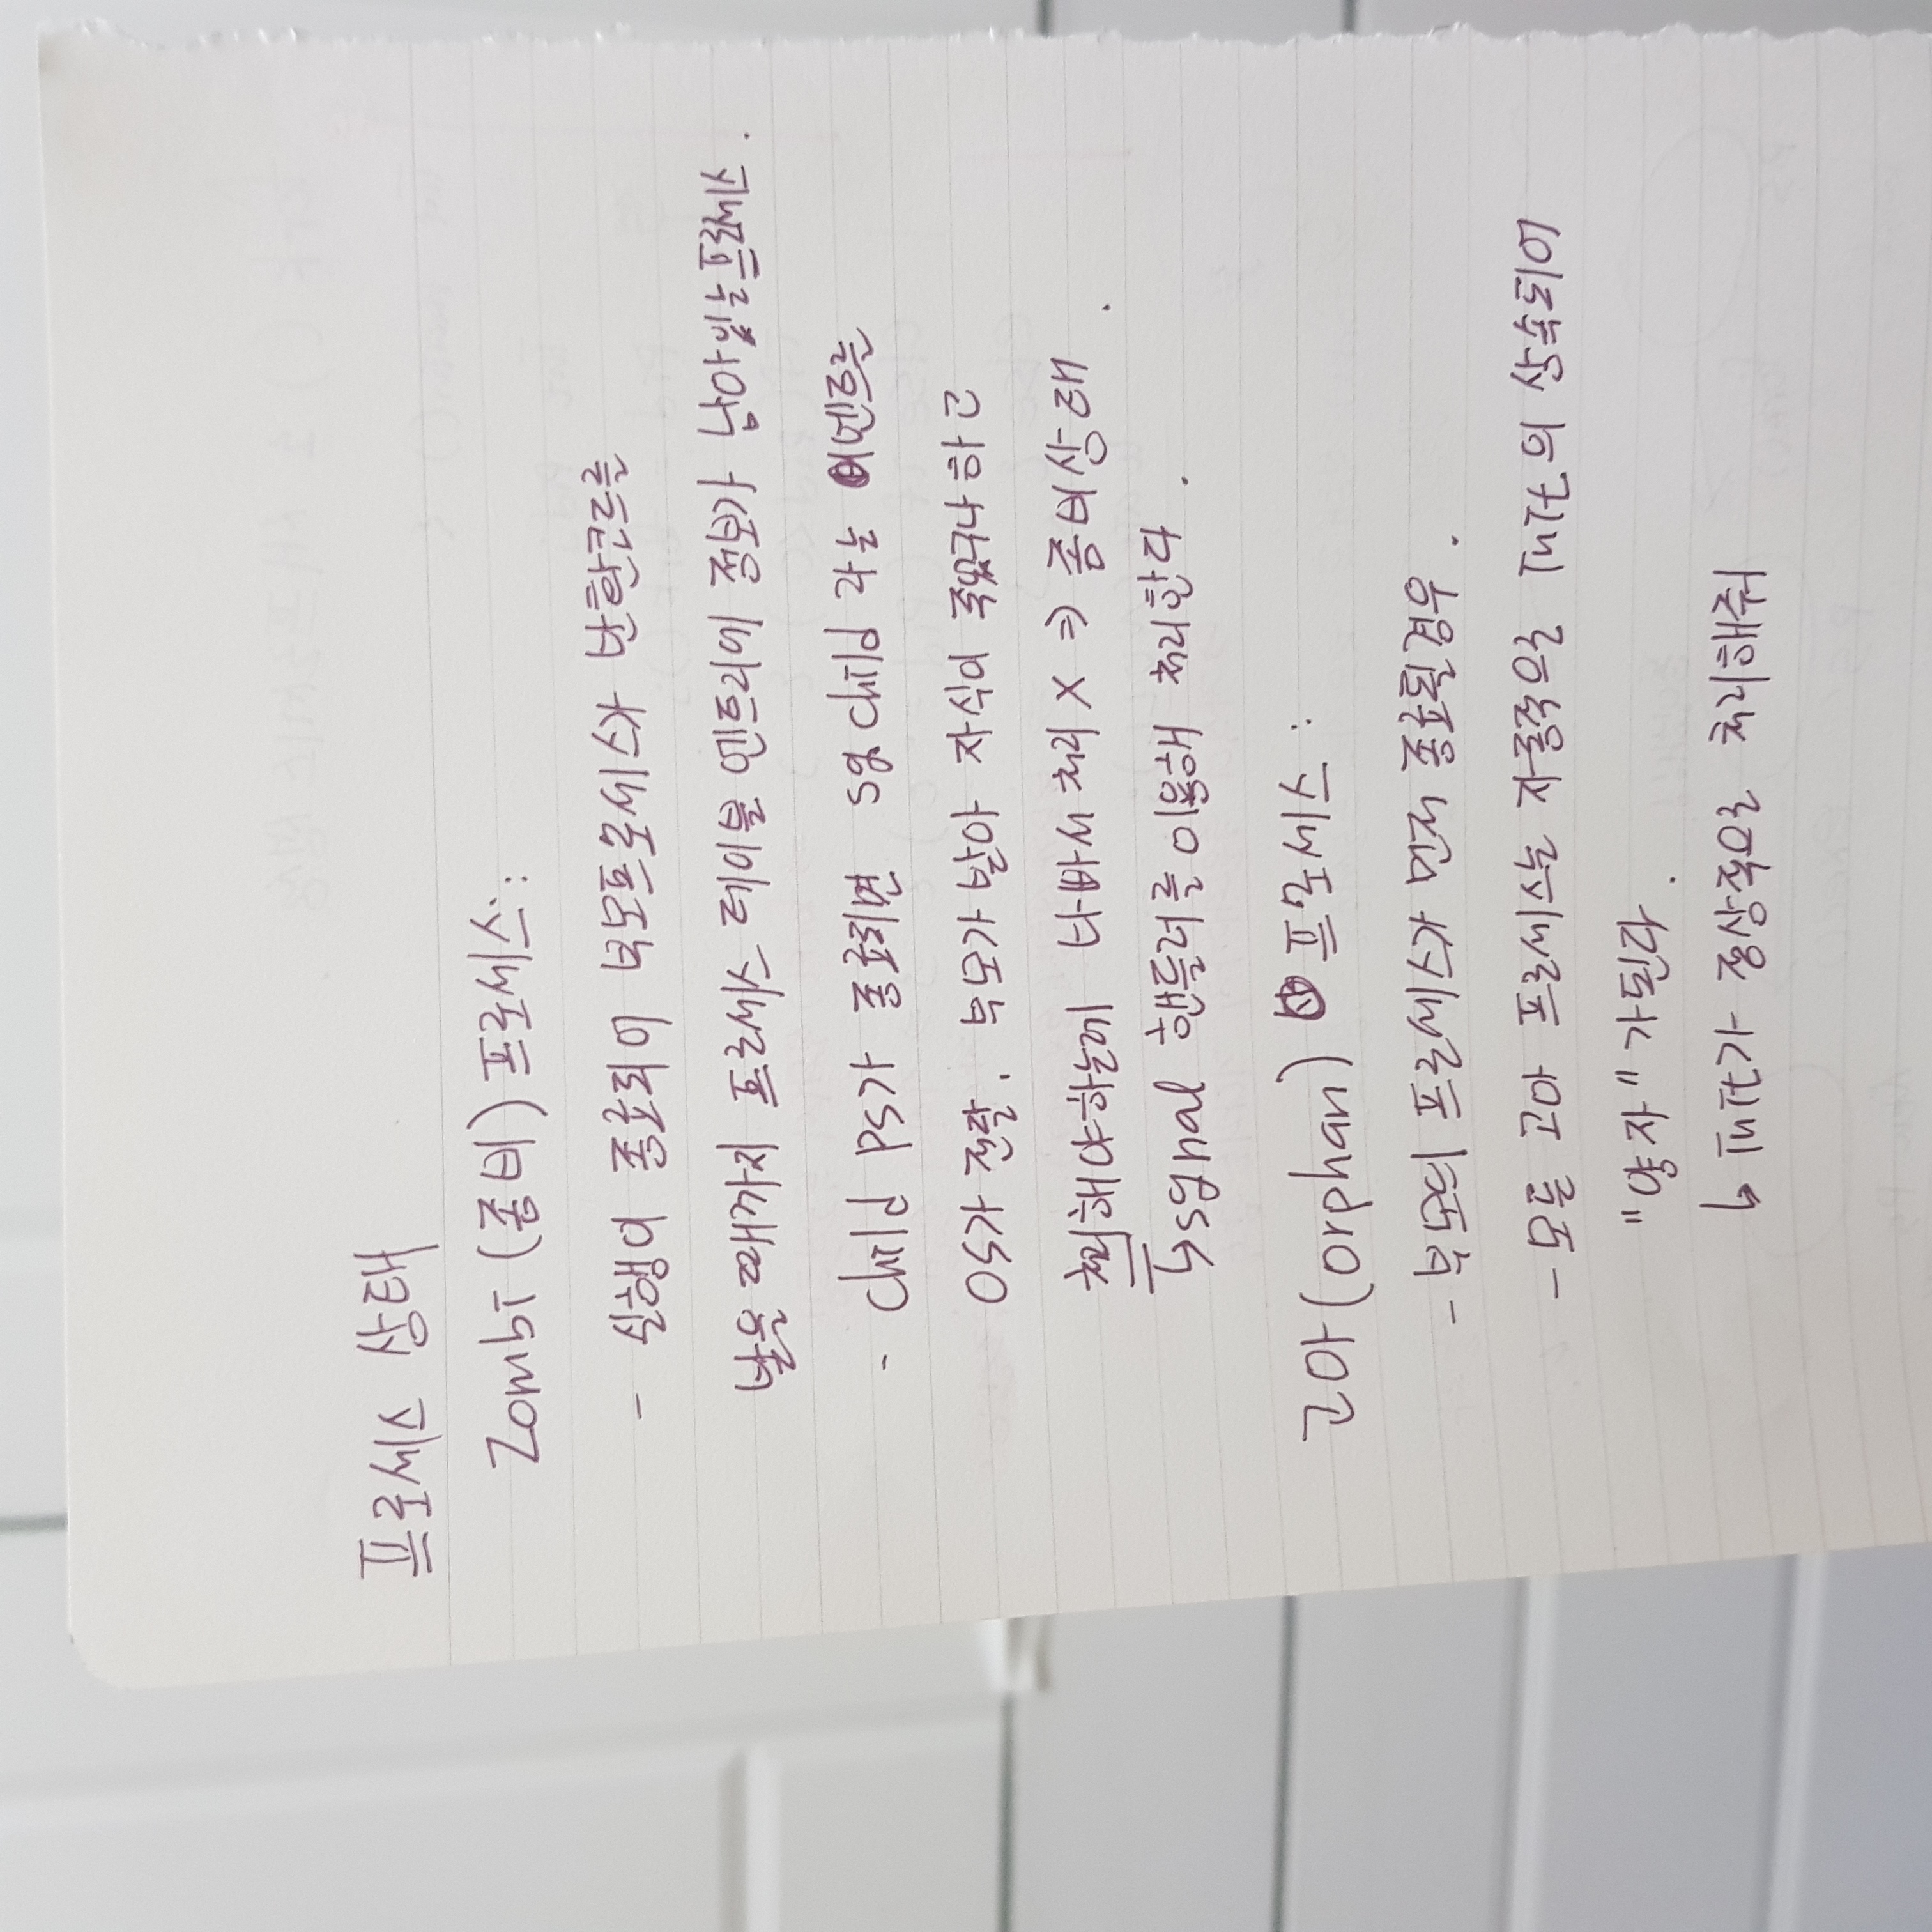 프로세스 상태
Zombi (좀비) 프로세스:
- 실행이 종료되어 부모프로세스가 반환코드를
받을 때까지 프로세스 테이블 엔트리에 정보가 남아있는프로세스.
- child ps가 종료되면 sg child 라는 이벤트를
OS가 전달. 부모가 받아 자식이 죽었구나 하고
처리해야하는데 바빠서 처리 X ⇒ 좀비상태.
↳ signal 핸들러를 이용해 처리한다.
고아(orphan) 프로세스:
- 부모의 프로세스가 먼저 종료될경우.
- 모든 고아 프로세스는 자동적으로 init의 상속되어
"양자"가된다.
↳ init가 정상적으로 처리해줘